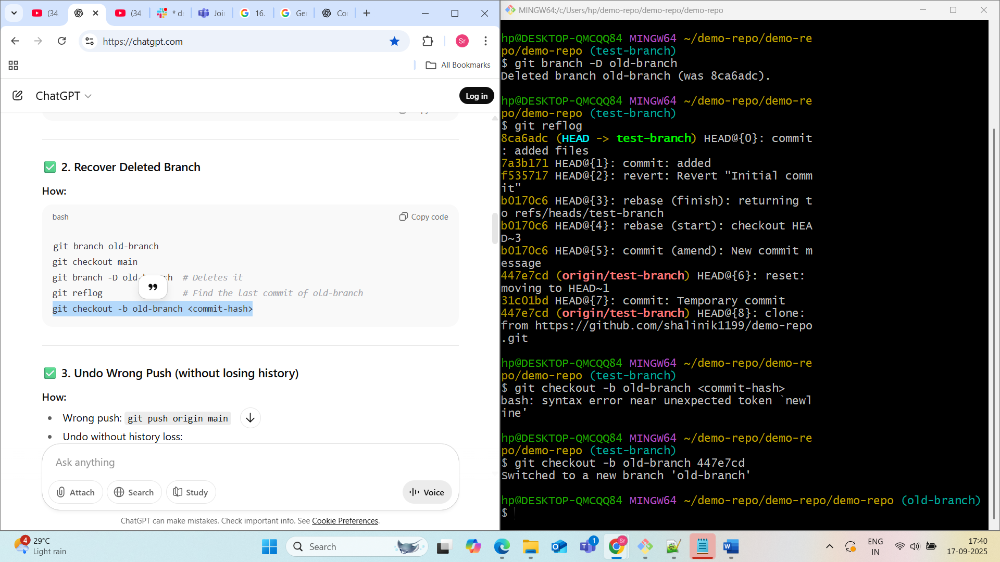 (34
(34
* d
Joi
16.
Ge
Co
https://chatgpt.com
Sr
All Bookmarks
ChatGPT
Log in
2. Recover Deleted Branch
How:
bash
Copy code
git branch old-branch
git checkout main
git branch -D old-branch # Deletes it
git reflog # Find the last commit of old-branch
git checkout -b old-branch <commit-hash>
3. Undo Wrong Push (without losing history)
How:
• Wrong push: git push origin main
• Undo without history loss:
Ask anything
Attach
Search
Study
Voice
ChatGPT can make mistakes. Check important info. See Cookie Preferences.
MINGW64:/c/Users/hp/demo-repo/demo-repo/demo-repo
hp@DESKTOP-QMCQQ84 MINGW64 ~/demo-repo/demo-re
po/demo-repo (test-branch)
$ git branch -D old-branch
Deleted branch old-branch (was 8ca6adc).
hp@DESKTOP-QMCQQ84 MINGW64 ~/demo-repo/demo-re
po/demo-repo (test-branch)
$ git reflog
8ca6adc (HEAD -> test-branch) HEAD@{0}: commit
: added files
7a3b171 HEAD@{1}: commit: added
f535717 HEAD@{2}: revert: Revert "Initial comm
it"
b0170c6 HEAD@{3}: rebase (finish): returning t
o refs/heads/test-branch
b0170c6 HEAD@{4}: rebase (start): checkout HEA
D~3
b0170c6 HEAD@{5}: commit (amend): New commit m
essage
447e7cd (origin/test-branch) HEAD@{6}: reset:
moving to HEAD~1
31c01bd HEAD@{7}: commit: Temporary commit
447e7cd (origin/test-branch) HEAD@{8}: clone:
from https://github.com/shalinik1199/demo-repo
.git
hp@DESKTOP-QMCQQ84 MINGW64 ~/demo-repo/demo-re
po/demo-repo (test-branch)
$ git checkout -b old-branch <commit-hash>
bash: syntax error near unexpected token `newl
ine'
hp@DESKTOP-QMCQQ84 MINGW64 ~/demo-repo/demo-re
po/demo-repo (test-branch)
$ git checkout -b old-branch 447e7cd
Switched to a new branch 'old-branch'
hp@DESKTOP-QMCQQ84 MINGW64 ~/demo-repo/demo-repo/demo-repo (old-branch)
$
4
29°C
Light rain
Search
1
Sr
ENG
IN
17:40
17-09-2025